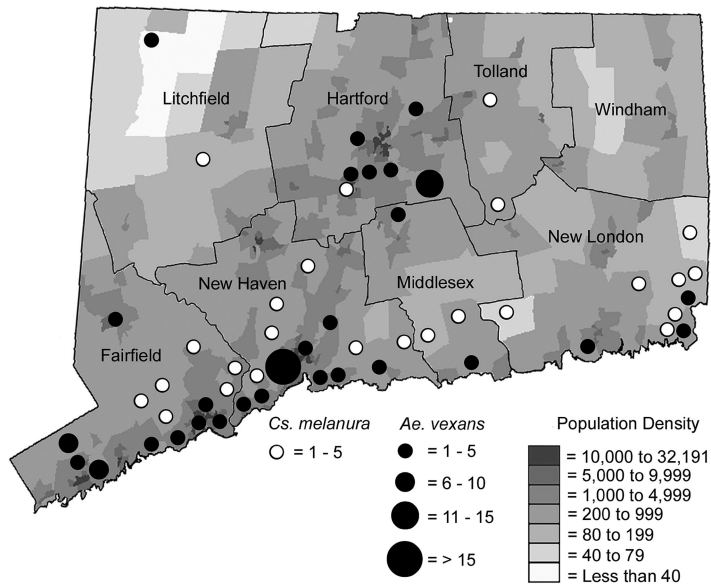 Litchfield
Hartford
Tolland
Windham
New London
New Haven
Middlesex
Fairfield
Cs. melanura
= 1 - 5
Ae. vexans
= 1 - 5
= 6 - 10
= 11 - 15
= > 15
Population Density
= 10,000 to 32,191
= 5,000 to 9,999
= 1,000 to 4,999
= 200 to 999
= 80 to 199
= 40 to 79
= Less than 40